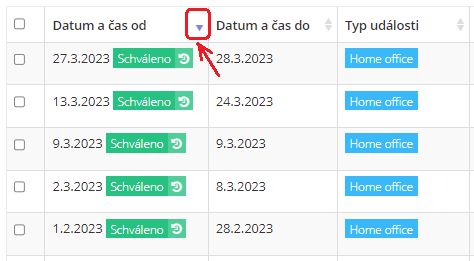 Datum a čas od Datum a čas do Typ události
27.3.2023 Schváleno 28.3.2023 Home office
13.3.2023 Schváleno 24.3.2023 Home office
9.3.2023 Schváleno 9.3.2023 Home office
2.3.2023 Schváleno 8.3.2023 Home office
1.2.2023 Schváleno 28.2.2023 Home office